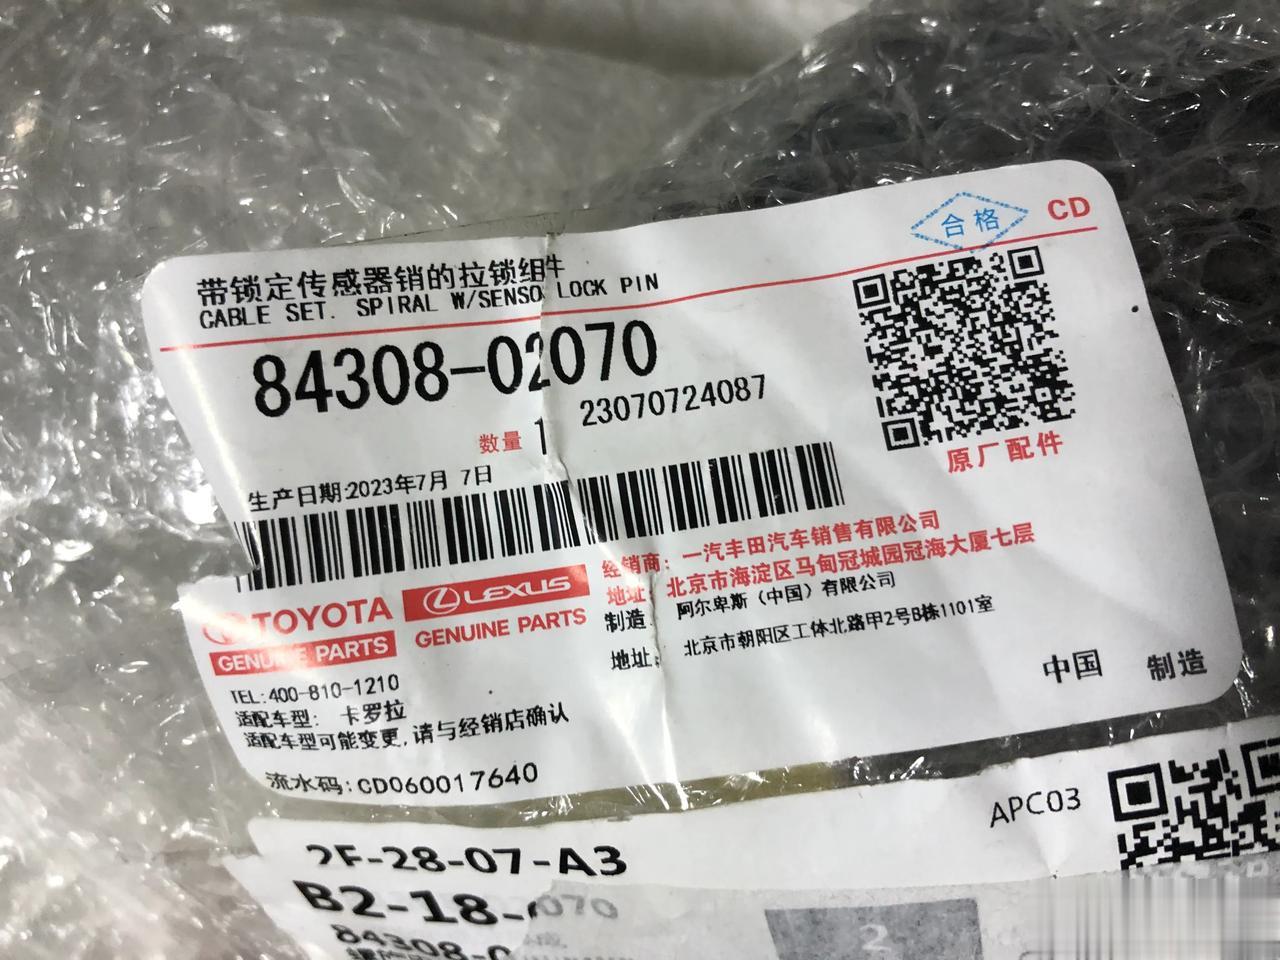 合格
CD
带锁定传感器销的拉锁组件
CABLE SET. SPIRAL W/SENSO LOCK PIN
84308-02070
23070724087
数量 1
原厂配件
生产日期:2023年7月 7日
经销商: 一汽丰田汽车销售有限公司
地址: 北京市海淀区马甸冠城园冠海大厦七层
制造: 阿尔卑斯（中国）有限公司
地址: 北京市朝阳区工体北路甲2号B栋1101室
TOYOTA
GENUINE PARTS
LEXUS
GENUINE PARTS
TEL:400-810-1210
适配车型: 卡罗拉
适配车型可能变更,请与经销店确认
中国 制造
流水码:CD060017640
APC03
2F-28-07-A3
B2-18-
070
84308-0
2